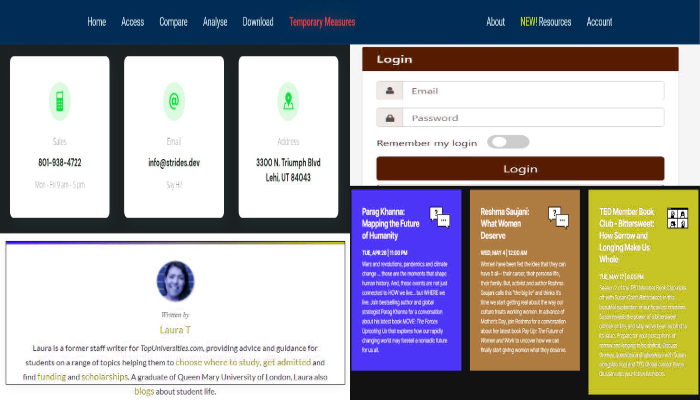 Home Access Compare Analyse Download Temporary Measures About NEW! Resources Account
Sales
801-938-4722
Mon - Fri 9 am - 5 pm
Email
info@strides.dev
Say Hi!
Address
3300 N. Triumph Blvd
Lehi, UT 84043
Login
Email
Password
Remember my login
Login
Written by
Laura T
Laura is a former staff writer for TopUniversities.com, providing advice and guidance for
students on a range of topics helping them to choose where to study, get admitted and
find funding and scholarships. A graduate of Queen Mary University of London, Laura also
blogs about student life.
Parag Khanna:
Mapping the Future
of Humanity
TUE, APR 26 | 11:00 PM
Wars and revolutions, pandemics and climate
change ... these are the moments that shape
human history. And, these events are not just
connected to HOW we live... but WHERE we
live. Join bestselling author and global
strategist Parag Khanna for a conversation
about his latest book MOVE: The Forces
Uprooting Us that explores how our rapidly
changing world may foretell a nomadic future
for us all.
Reshma Saujani:
What Women
Deserve
WED, MAY 4 | 12:00 AM
Women have been fed the idea that they can
have it all-- their career, their personal life,
their family. But, activist and author Reshma
Saujani calls this "the big lie" and thinks it's
time we start getting real about the way our
culture treats working women. In advance of
Mother's Day, join Reshma for a conversation
about her latest book Pay Up: The Future of
Women and Work to uncover how we can
finally start giving women what they deserve.
TED Member Book
Club - Bittersweet:
How Sorrow and
Longing Make Us
Whole
TUE, MAY 17 | 6:05 PM